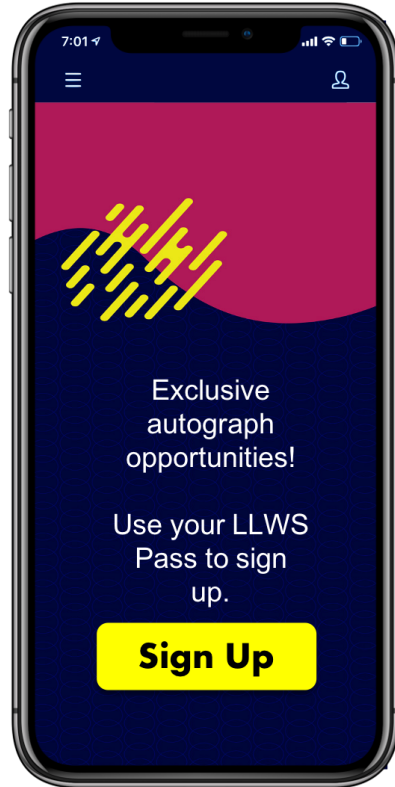 7:01
Exclusive
autograph
opportunities!
Use your LLWS
Pass to sign
up.
Sign Up